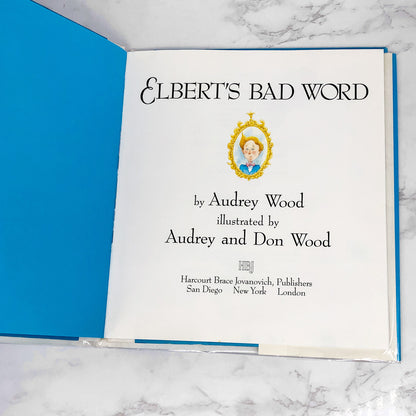 ELBERT'S BAD WORD
by Audrey Wood
illustrated by
Audrey and Don Wood
HBJ
Harcourt Brace Jovanovich, Publishers
San Diego New York London